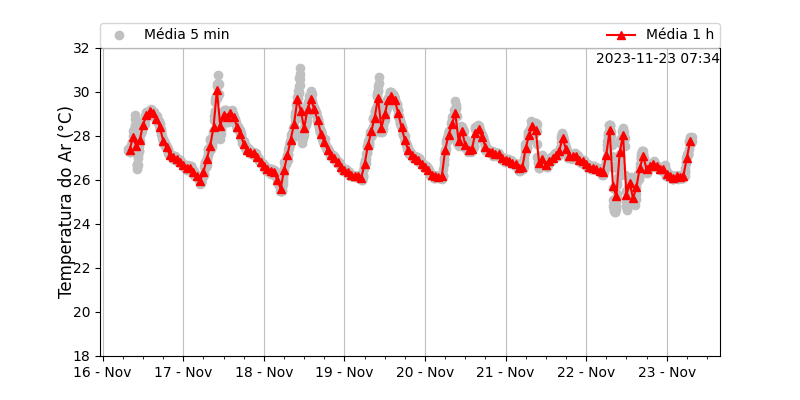 Média 5 min
Média 1 h
2023-11-23 07:34
Temperatura do Ar (°C)
32
30
28
26
24
22
20
18
16 - Nov
17 - Nov
18 - Nov
19 - Nov
20 - Nov
21 - Nov
22 - Nov
23 - Nov